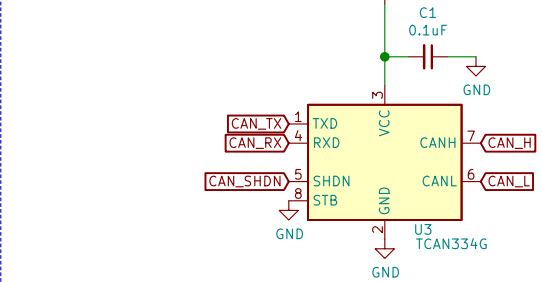 C1
0.1uF
GND
3
VCC
CAN_TX 1 TXD
CAN_RX 4 RXD
CANH 7 CAN_H
CAN_SHDN 5 SHDN
CANL 6 CAN_L
8 STB
GND
GND
2
U3
TCAN334G
GND